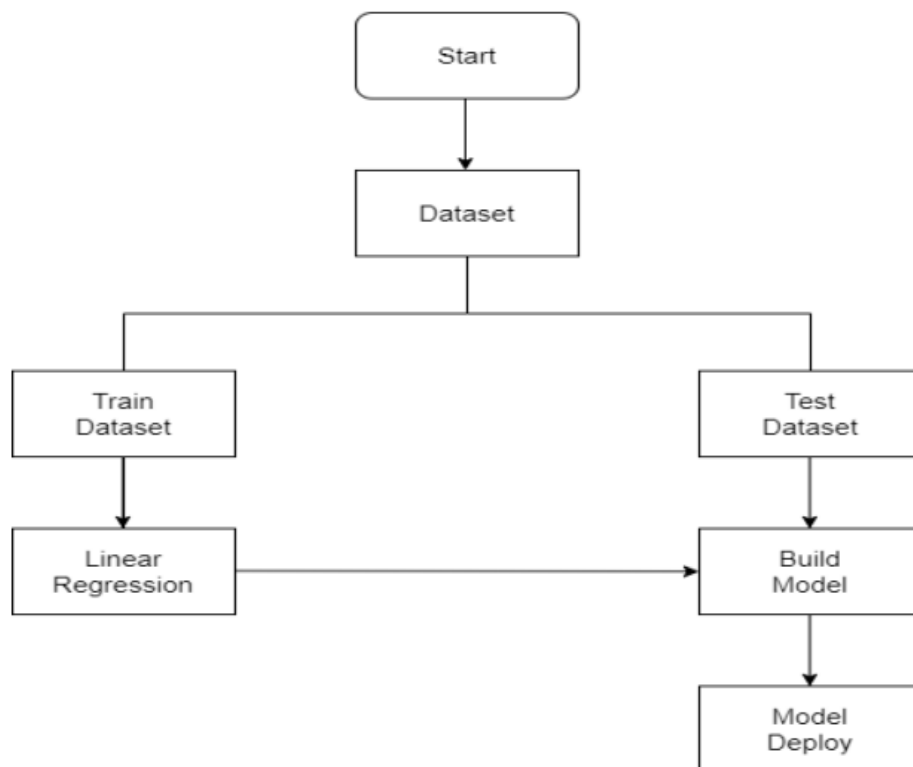 Start
Dataset
Train
Dataset
Test
Dataset
Linear
Regression
Build
Model
Model
Deploy